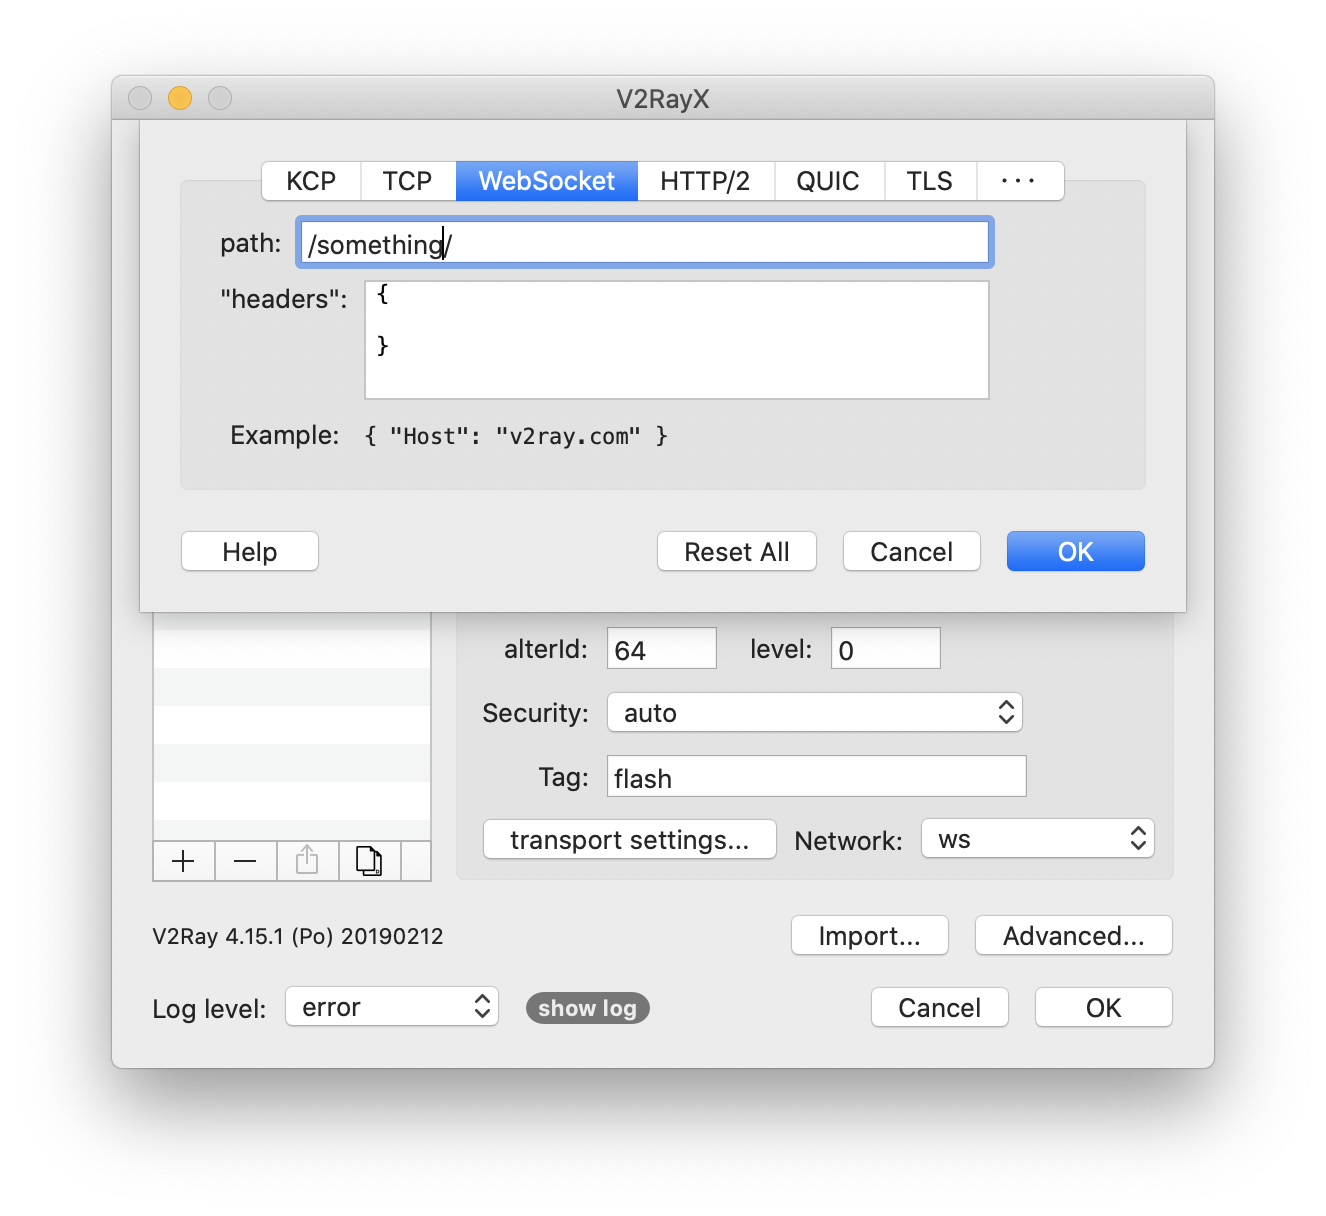 V2RayX
KCP TCP WebSocket HTTP/2 QUIC TLS ···
path: /something/
"headers": {
}
Example: { "Host": "v2ray.com" }
Help Reset All Cancel OK
alterId: 64 level: 0
Security: auto
Tag: flash
transport settings... Network: ws
V2Ray 4.15.1 (Po) 20190212 Import... Advanced...
Log level: error show log Cancel OK